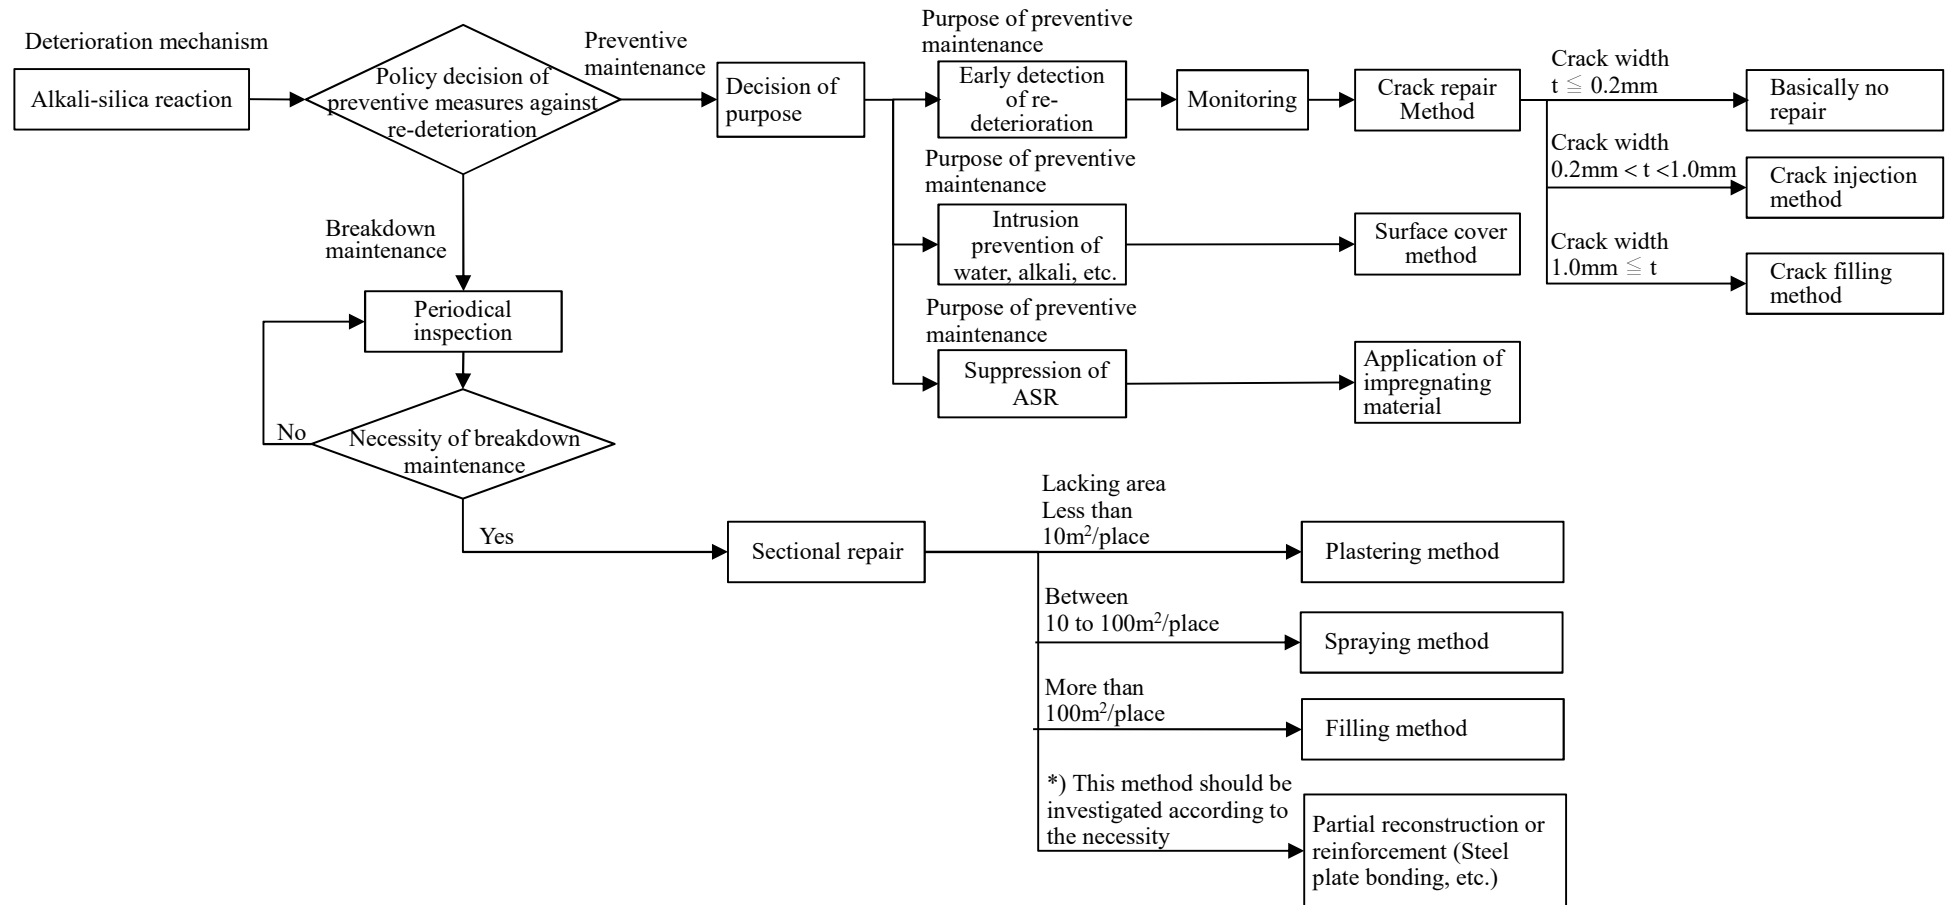 Deterioration mechanism
Alkali-silica reaction
Policy decision of
preventive measures against
re-deterioration
Preventive
maintenance
Decision of
purpose
Purpose of preventive
maintenance
Early detection
of re-
deterioration
Monitoring
Crack repair
Method
Crack width
t ≦ 0.2mm
Basically no
repair
Crack width
0.2mm < t <1.0mm
Crack injection
method
Crack width
1.0mm ≦ t
Crack filling
method
Purpose of preventive
maintenance
Intrusion
prevention of
water, alkali, etc.
Surface cover
method
Purpose of preventive
maintenance
Suppression of
ASR
Application of
impregnating
material
Breakdown
maintenance
Periodical
inspection
No
Necessity of breakdown
maintenance
Yes
Sectional repair
Lacking area
Less than
10m²/place
Plastering method
Between
10 to 100m²/place
Spraying method
More than
100m²/place
Filling method
*) This method should be
investigated according to
the necessity
Partial reconstruction or
reinforcement (Steel
plate bonding, etc.)